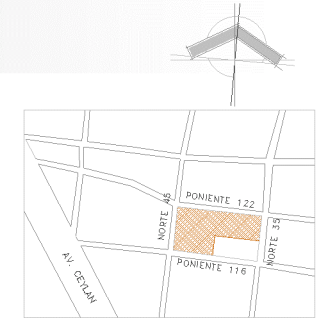 PONIENTE 122
NORTE 45
NORTE 35
PONIENTE 116
AV. CEYLAN